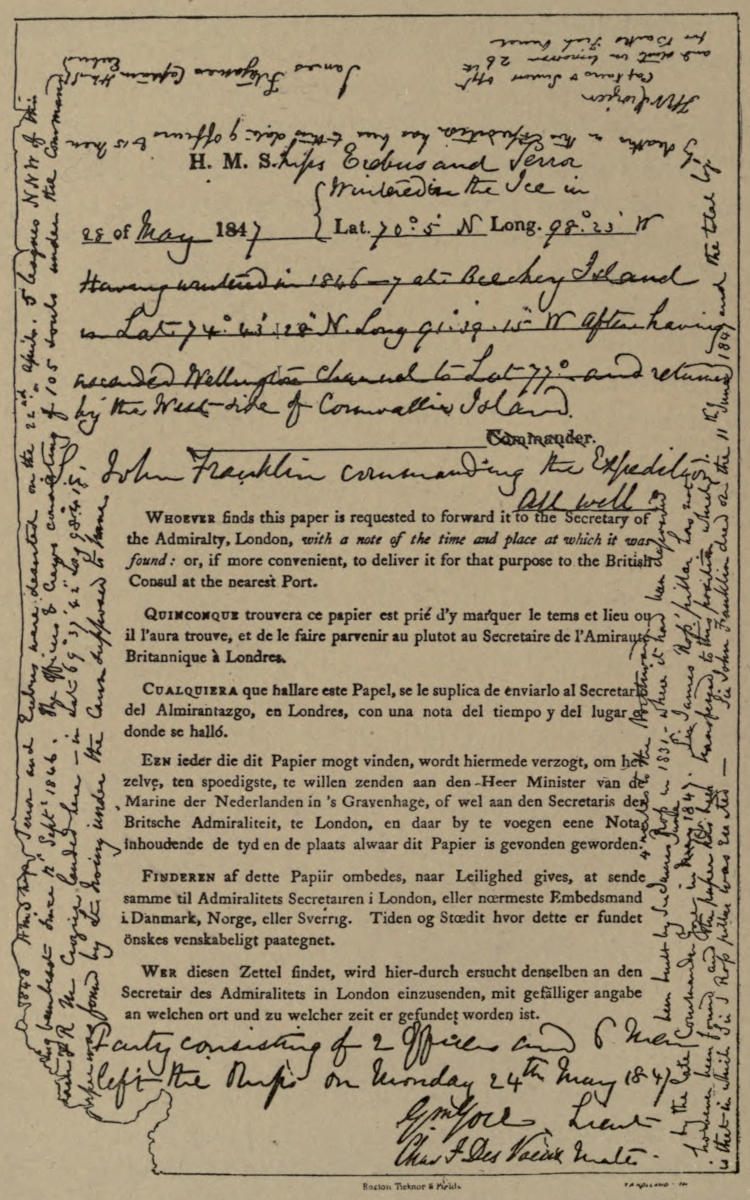 H. M. Ships Erebus and Terror
Wintered in the Ice in
28 of May 1847 Lat. 70° 5' N Long. 98° 23' W
Having wintered in 1846–7 at Beechey Island
in Lat 74° 43' 28" N. Long 91° 39' 15" W After having
ascended Wellington Channel to Lat 77° and returned
by the West side of Cornwallis Island.
Commander.
Sir John Franklin commanding the Expedition
All well
WHOEVER finds this paper is requested to forward it to the Secretary of
the Admiralty, London, with a note of the time and place at which it was
found: or, if more convenient, to deliver it for that purpose to the British
Consul at the nearest Port.
QUINCONQUE trouvera ce papier est prié d'y marquer le tems et lieu ou
il l'aura trouve, et de le faire parvenir au plutot au Secretaire de l'Amirauté
Britannique à Londres.
CUALQUIERA que hallare este Papel, se le suplica de enviarlo al Secretario
del Almirantazgo, en Londres, con una nota del tiempo y del lugar
donde se halló.
EEN ieder die dit Papier mogt vinden, wordt hiermede verzogt, om het
zelve, ten spoedigste, te willen zenden aan den Heer Minister van de
Marine der Nederlanden in 's Gravenhage, of wel aan den Secretaris der
Britsche Admiraliteit, te London, en daar by te voegen eene Nota
inhoudende de tyd en de plaats alwaar dit Papier is gevonden geworden.
FINDEREN af dette Papiir ombedes, naar Leilighed gives, at sende
samme til Admiralitets Secretairen i London, eller nœrmeste Embedsmand
i Danmark, Norge, eller Sverrig. Tiden og Stœdit hvor dette er fundet
önskes venskabeligt paategnet.
WER diesen Zettel findet, wird hier-durch ersucht denselben an den
Secretair des Admiralitets in London einzusenden, mit gefälliger angabe
an welchen ort und zu welcher zeit er gefundet worden ist.
Party consisting of 2 Officers and 6 Men
left the Ships on Monday 24th May 1847
Gm Gore Lieut
Chas F Des Voeux Mate.
1848 HM Ships Terror and Erebus were deserted on the 22nd April. 5 leagues NNW of this
having been beset since 12th Septr 1846. The Officers & Crews consisting of 105 souls under the Command
F R M Crozier landed here — in Lat. 69° 37' 42" Long 98° 41'
paper was found by Lt Irving under the Cairn supposed to have
been built by Sir James Ross in 1831 — where it had been deposited
4 miles to the Northward
by the late Commander Gore in June 1847. Sir James Ross' pillar has not
however been found and the paper has been transferred to this position which
is that in which Sir J Ross pillar was erected — Sir John Franklin died on the 11th June 1847 and the total loss by
by deaths in the Expedition has been to this date 9 officers & 15 men
James Fitzjames Captain HMS Erebus
F R M Crozier
Captain & Senior Offr
and start on tomorrow 26th
for Backs Fish River
Boston Ticknor & Fields